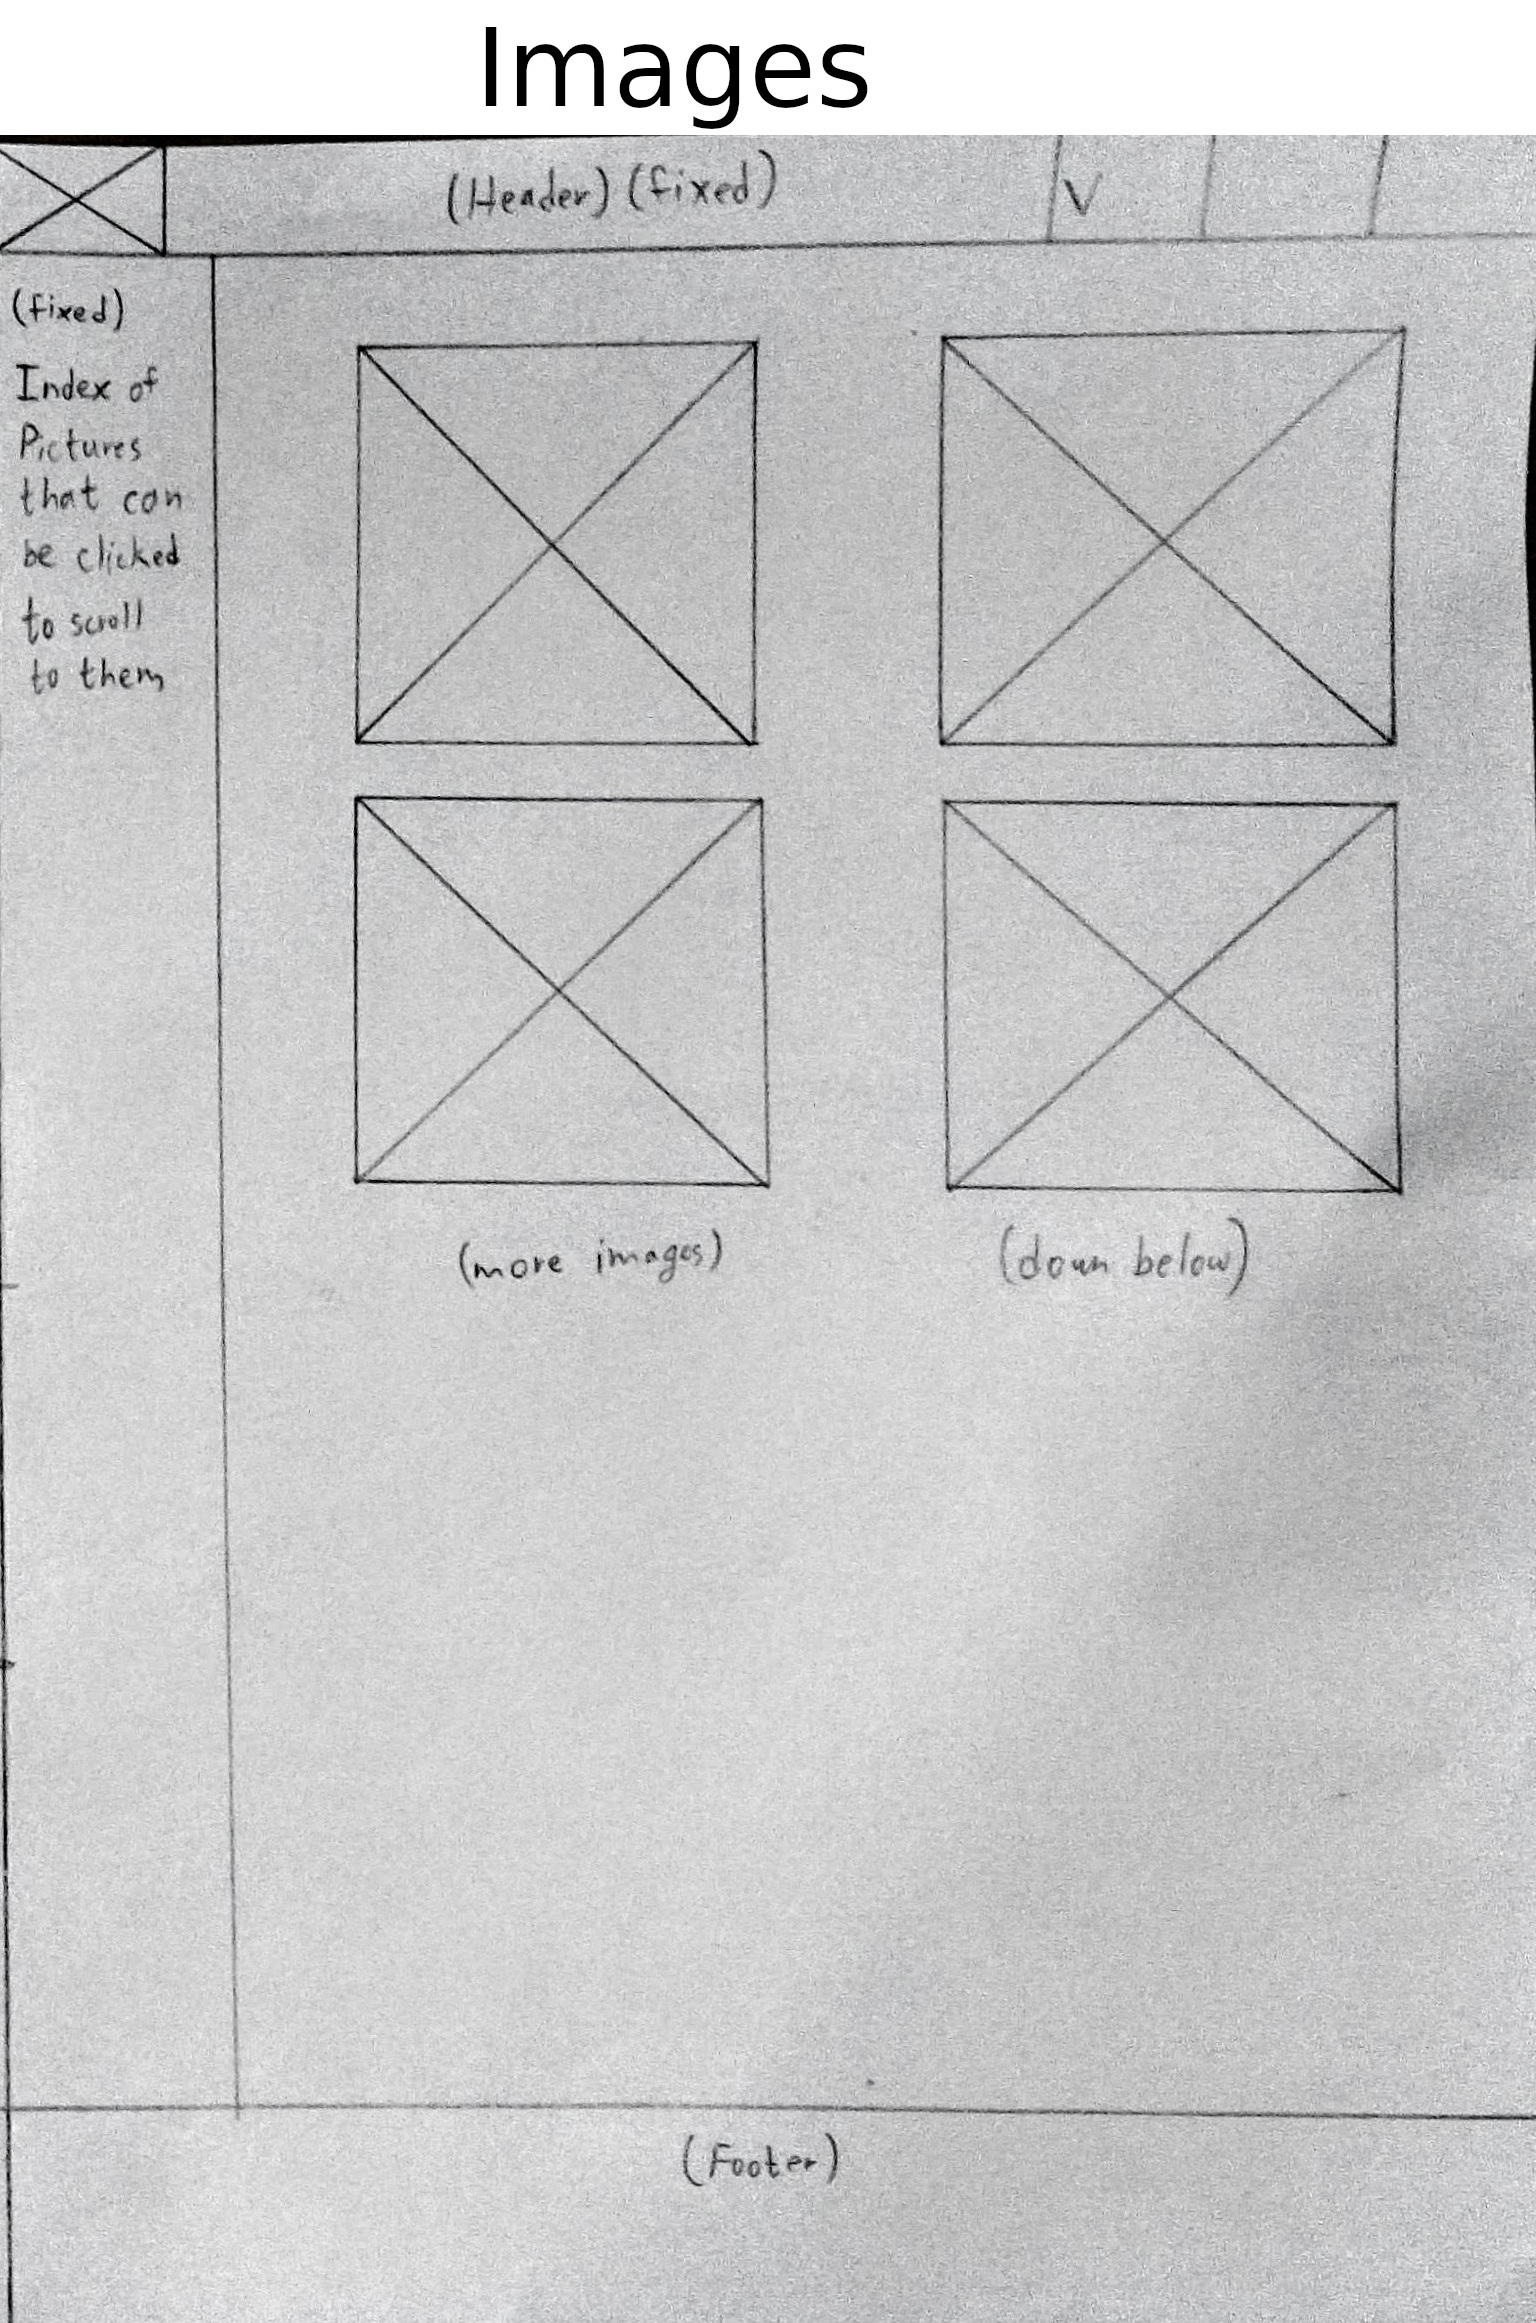 Images
(Header) (fixed)
V
(fixed)
Index of
Pictures
that can
be clicked
to scroll
to them
(more images)
(down below)
(Footer)